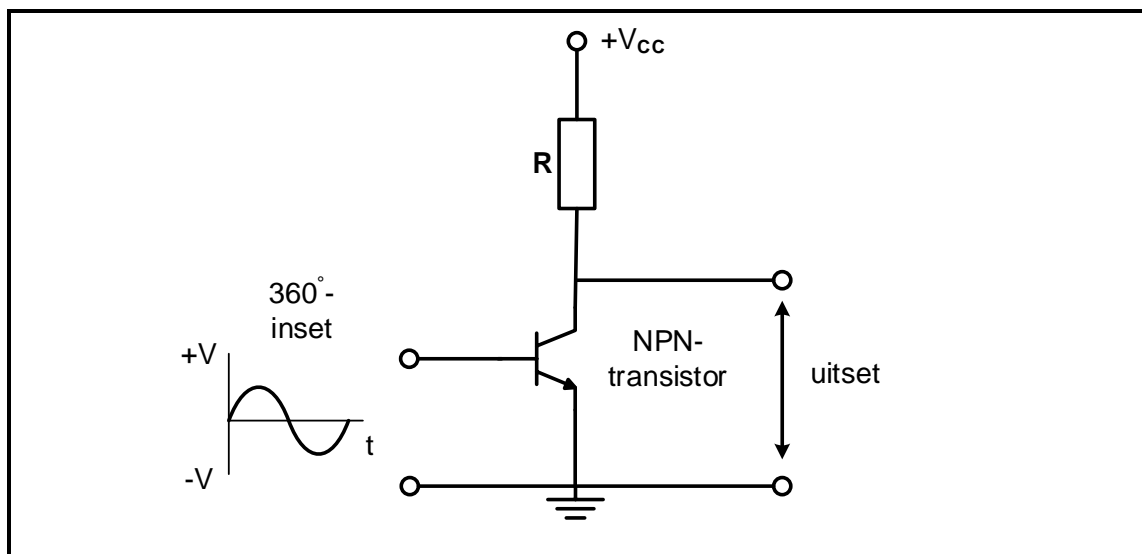 +Vcc
R
360°-
inset
+V
-V
t
NPN-
transistor
uitset